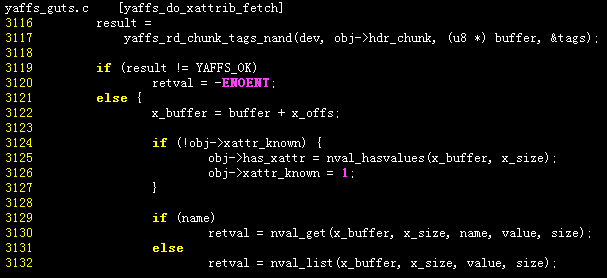 yaffs_guts.c    [yaffs_do_xattrib_fetch]
3116         result =
3117             yaffs_rd_chunk_tags_nand(dev, obj->hdr_chunk, (u8 *) buffer, &tags);
3118
3119         if (result != YAFFS_OK)
3120                 retval = -ENOENT;
3121         else {
3122                 x_buffer = buffer + x_offs;
3123
3124                 if (!obj->xattr_known) {
3125                         obj->has_xattr = nval_hasvalues(x_buffer, x_size);
3126                         obj->xattr_known = 1;
3127                 }
3128
3129                 if (name)
3130                         retval = nval_get(x_buffer, x_size, name, value, size);
3131                 else
3132                         retval = nval_list(x_buffer, x_size, value, size);